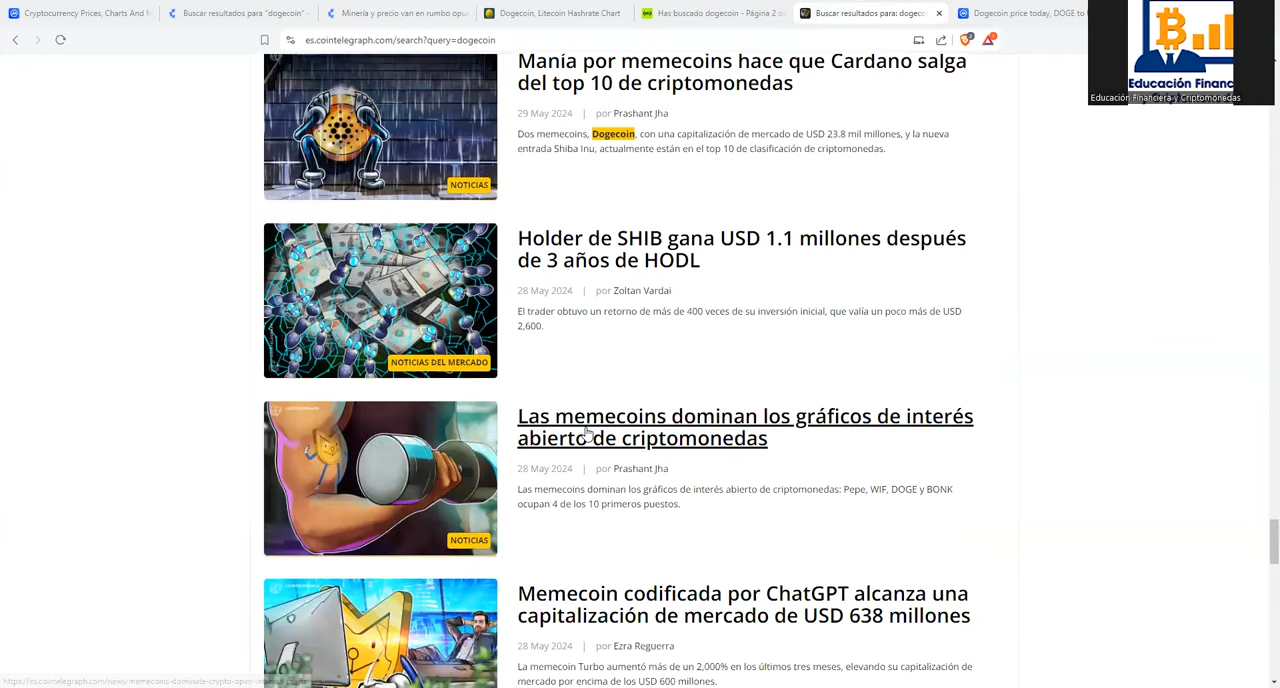 Cryptocurrency Prices, Charts And M
Buscar resultados para "dogecoin" -
Minería y precio van en rumbo opu
Dogecoin, Litecoin Hashrate Chart
Has buscado dogecoin - Página 2 d
Buscar resultados para: dogeco
Dogecoin price today, DOGE to
es.cointelegraph.com/search?query=dogecoin
Educación Financ
Educación Financiera y Criptomonedas
Manía por memecoins hace que Cardano salga
del top 10 de criptomonedas
29 May 2024 | por Prashant Jha
Dos memecoins, Dogecoin, con una capitalización de mercado de USD 23.8 mil millones, y la nueva
entrada Shiba Inu, actualmente están en el top 10 de clasificación de criptomonedas.
NOTICIAS
Holder de SHIB gana USD 1.1 millones después
de 3 años de HODL
28 May 2024 | por Zoltan Vardai
El trader obtuvo un retorno de más de 400 veces de su inversión inicial, que valía un poco más de USD
2,600.
NOTICIAS DEL MERCADO
Las memecoins dominan los gráficos de interés
abierto de criptomonedas
28 May 2024 | por Prashant Jha
Las memecoins dominan los gráficos de interés abierto de criptomonedas: Pepe, WIF, DOGE y BONK
ocupan 4 de los 10 primeros puestos.
NOTICIAS
Memecoin codificada por ChatGPT alcanza una
capitalización de mercado de USD 638 millones
28 May 2024 | por Ezra Reguerra
La memecoin Turbo aumentó más de un 2,000% en los últimos tres meses, elevando su capitalización de
mercado por encima de los USD 600 millones.
https://es.cointelegraph.com/news/memecoins-dominate-crypto-open-interest-charts